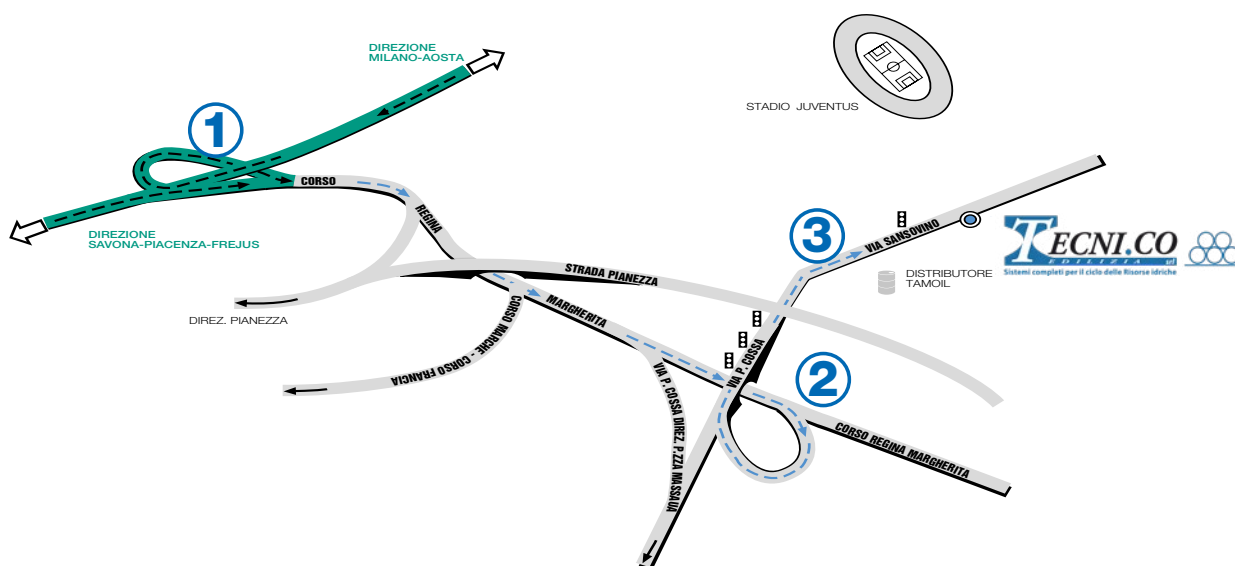 DIREZIONE
MILANO-AOSTA
1
STADIO JUVENTUS
CORSO
REGINA
DIREZIONE
SAVONA-PIACENZA-FREJUS
3
VIA SANSOVINO
TECNI.CO
EDILIZIA srl
Sistemi completi per il ciclo delle Risorse idriche
STRADA PIANEZZA
DISTRIBUTORE
TAMOIL
DIREZ. PIANEZZA
MARGHERITA
CORSO MARCHE - CORSO FRANCIA
VIA P. COSSA
2
VIA P. COSSA DIREZ. P.ZZA MASSAUA
CORSO REGINA MARGHERITA